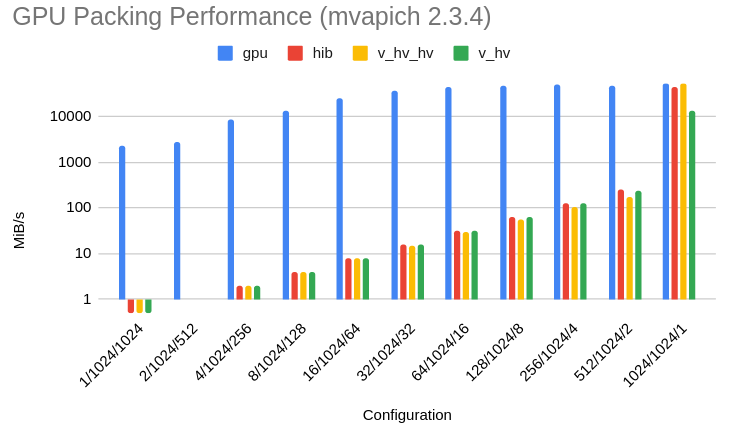 GPU Packing Performance (mvapich 2.3.4)
gpu hib v_hv_hv v_hv
10000
1000
100
10
1
MiB/s
1/1024/1024 2/1024/512 4/1024/256 8/1024/128 16/1024/64 32/1024/32 64/1024/16 128/1024/8 256/1024/4 512/1024/2 1024/1024/1
Configuration